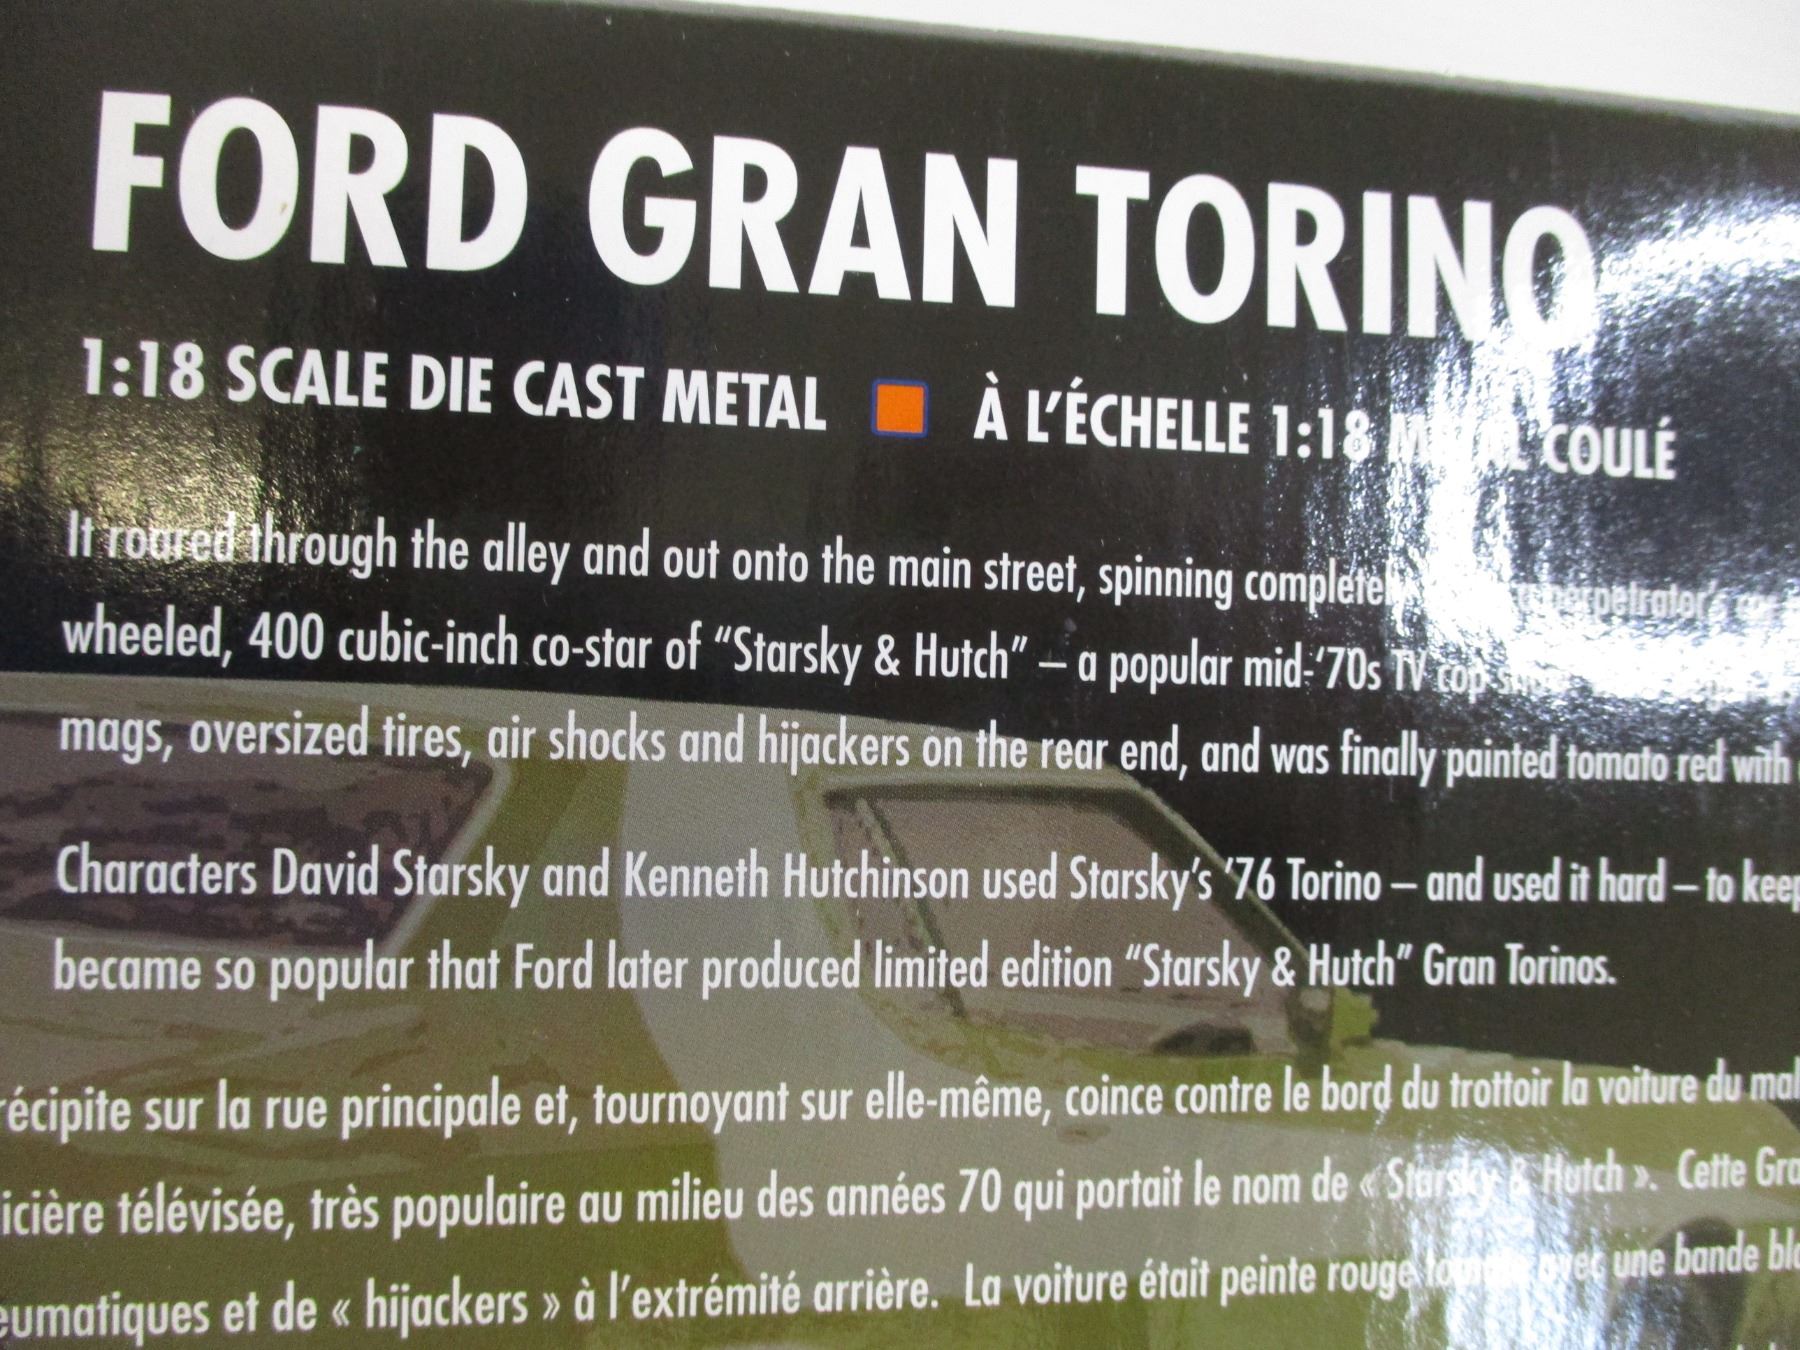 FORD GRAN TORINO
1:18 SCALE DIE CAST METAL À L'ÉCHELLE 1:18 COULÉ
It roared through the alley and out onto the main street, spinning perpetrator's
wheeled, 400 cubic-inch co-star of "Starsky & Hutch" – a popular mid-'70s TV cop
mags, oversized tires, air shocks and hijackers on the rear end, and was finally painted tomato red with
Characters David Starsky and Kenneth Hutchinson used Starsky's '76 Torino – and used it hard – to keep
became so popular that Ford later produced limited edition "Starsky & Hutch" Gran Torinos.
récipite sur la rue principale et, tournoyant sur elle-même, coince contre le bord du trottoir la voiture du mal
icière télévisée, très populaire au milieu des années 70 qui portait le nom de « Starsky & Hutch ». Cette Gra
eumatiques et de « hijackers » à l'extrémité arrière. La voiture était peinte rouge avec une bande bla